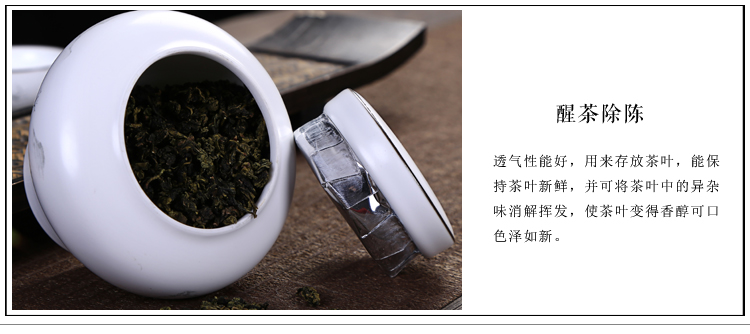 醒茶除陈
透气性能好，用来存放茶叶，能保
持茶叶新鲜，并可将茶叶中的异杂
味消解挥发，使茶叶变得香醇可口
色泽如新。